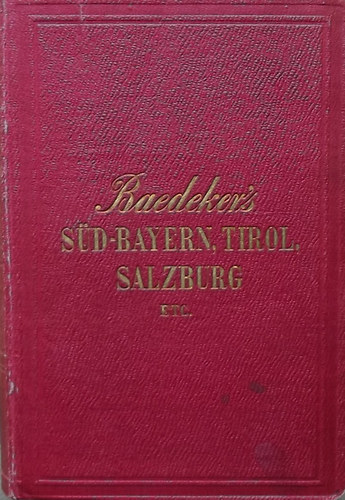 Baedeker's
SÜD-BAYERN, TIROL,
SALZBURG
ETC.